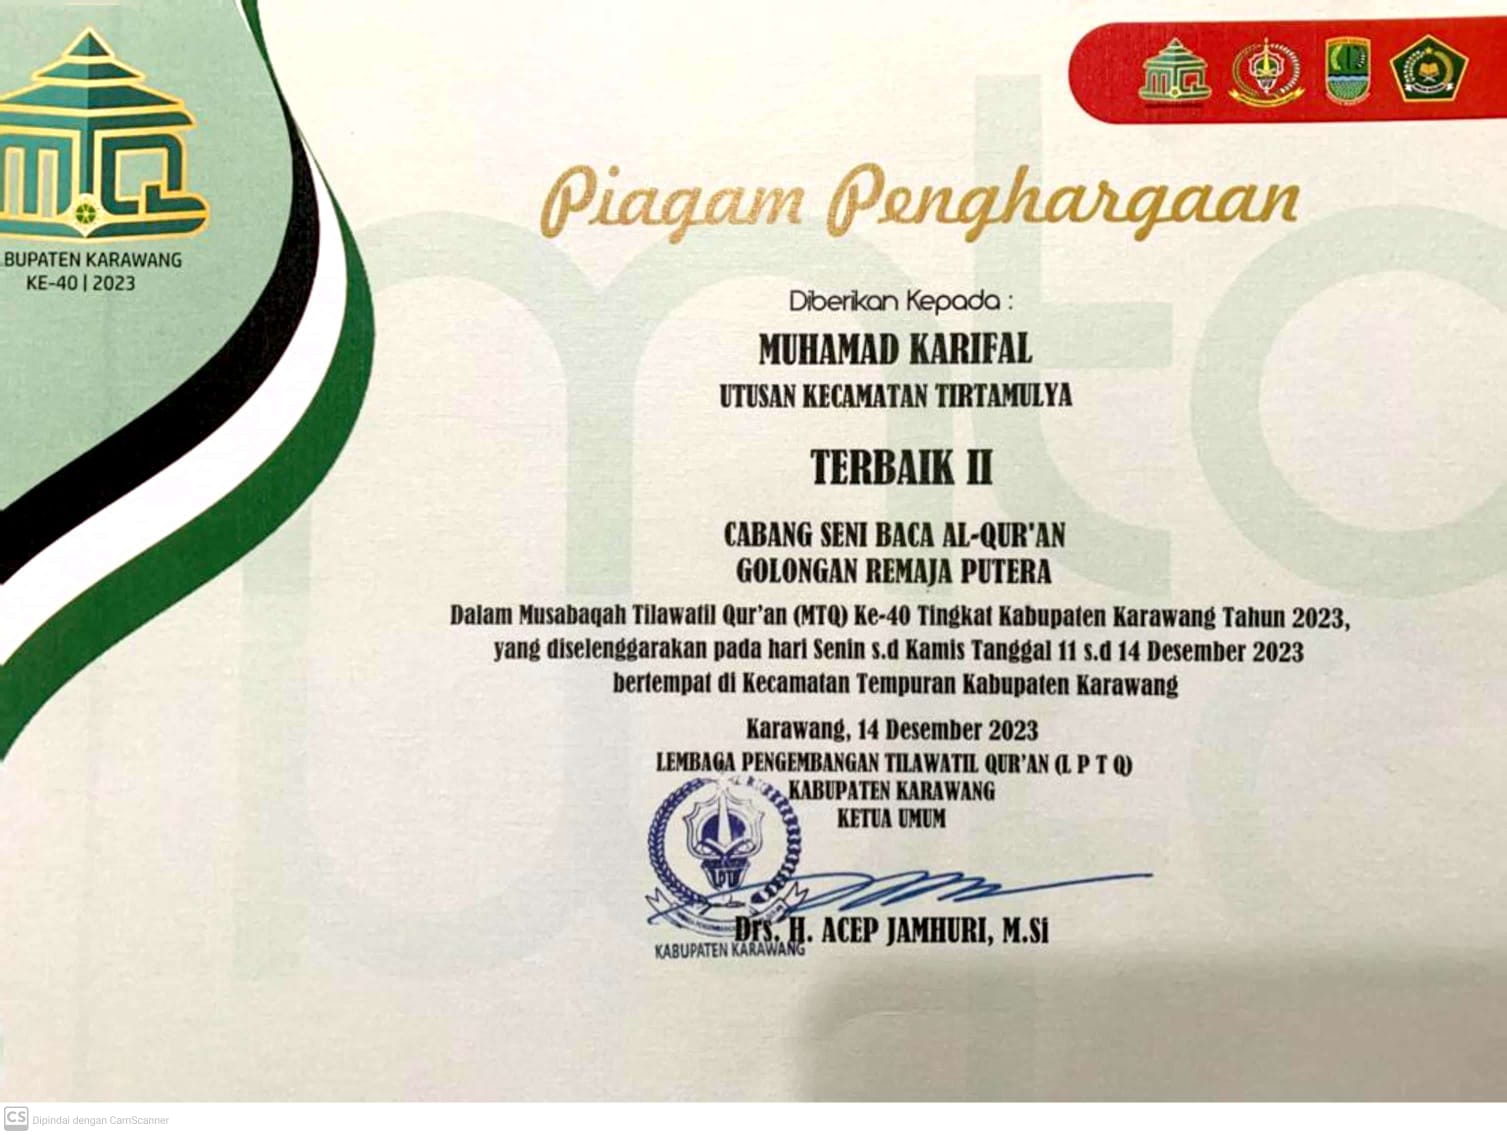 MTQ
BUPATEN KARAWANG
KE-40 | 2023
MTQ
Piagam Penghargaan
Diberikan Kepada :
MUHAMAD KARIFAL
UTUSAN KECAMATAN TIRTAMULYA
TERBAIK II
CABANG SENI BACA AL-QUR'AN
GOLONGAN REMAJA PUTERA
Dalam Musabaqah Tilawatil Qur'an (MTQ) Ke-40 Tingkat Kabupaten Karawang Tahun 2023,
yang diselenggarakan pada hari Senin s.d Kamis Tanggal 11 s.d 14 Desember 2023
bertempat di Kecamatan Tempuran Kabupaten Karawang
Karawang, 14 Desember 2023
LEMBAGA PENGEMBANGAN TILAWATIL QUR'AN (L P T Q)
KABUPATEN KARAWANG
KETUA UMUM
Drs. H. ACEP JAMHURI, M.Si
KABUPATEN KARAWANG
CS Dipindai dengan CamScanner